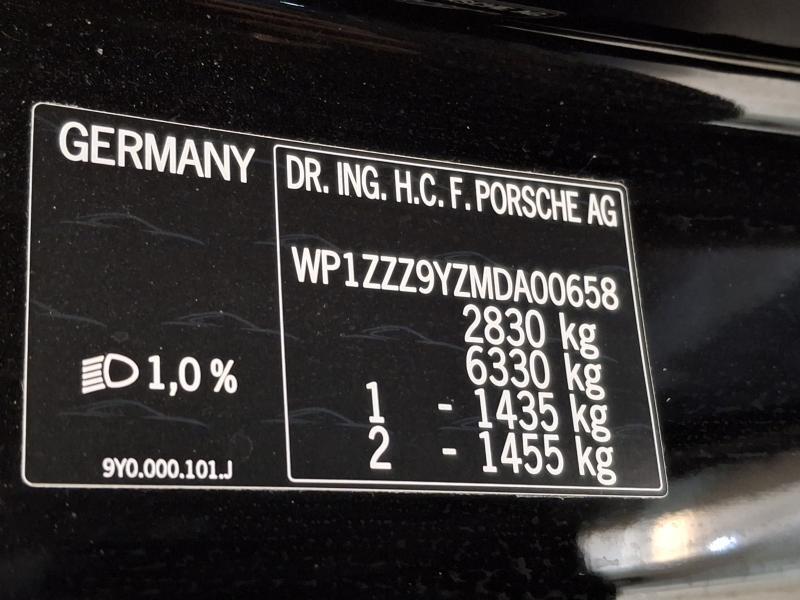 GERMANY
DR. ING. H.C. F. PORSCHE AG
WP1ZZZ9YZMDA00658
2830 kg
6330 kg
1 - 1435 kg
2 - 1455 kg
1,0 %
9Y0.000.101.J